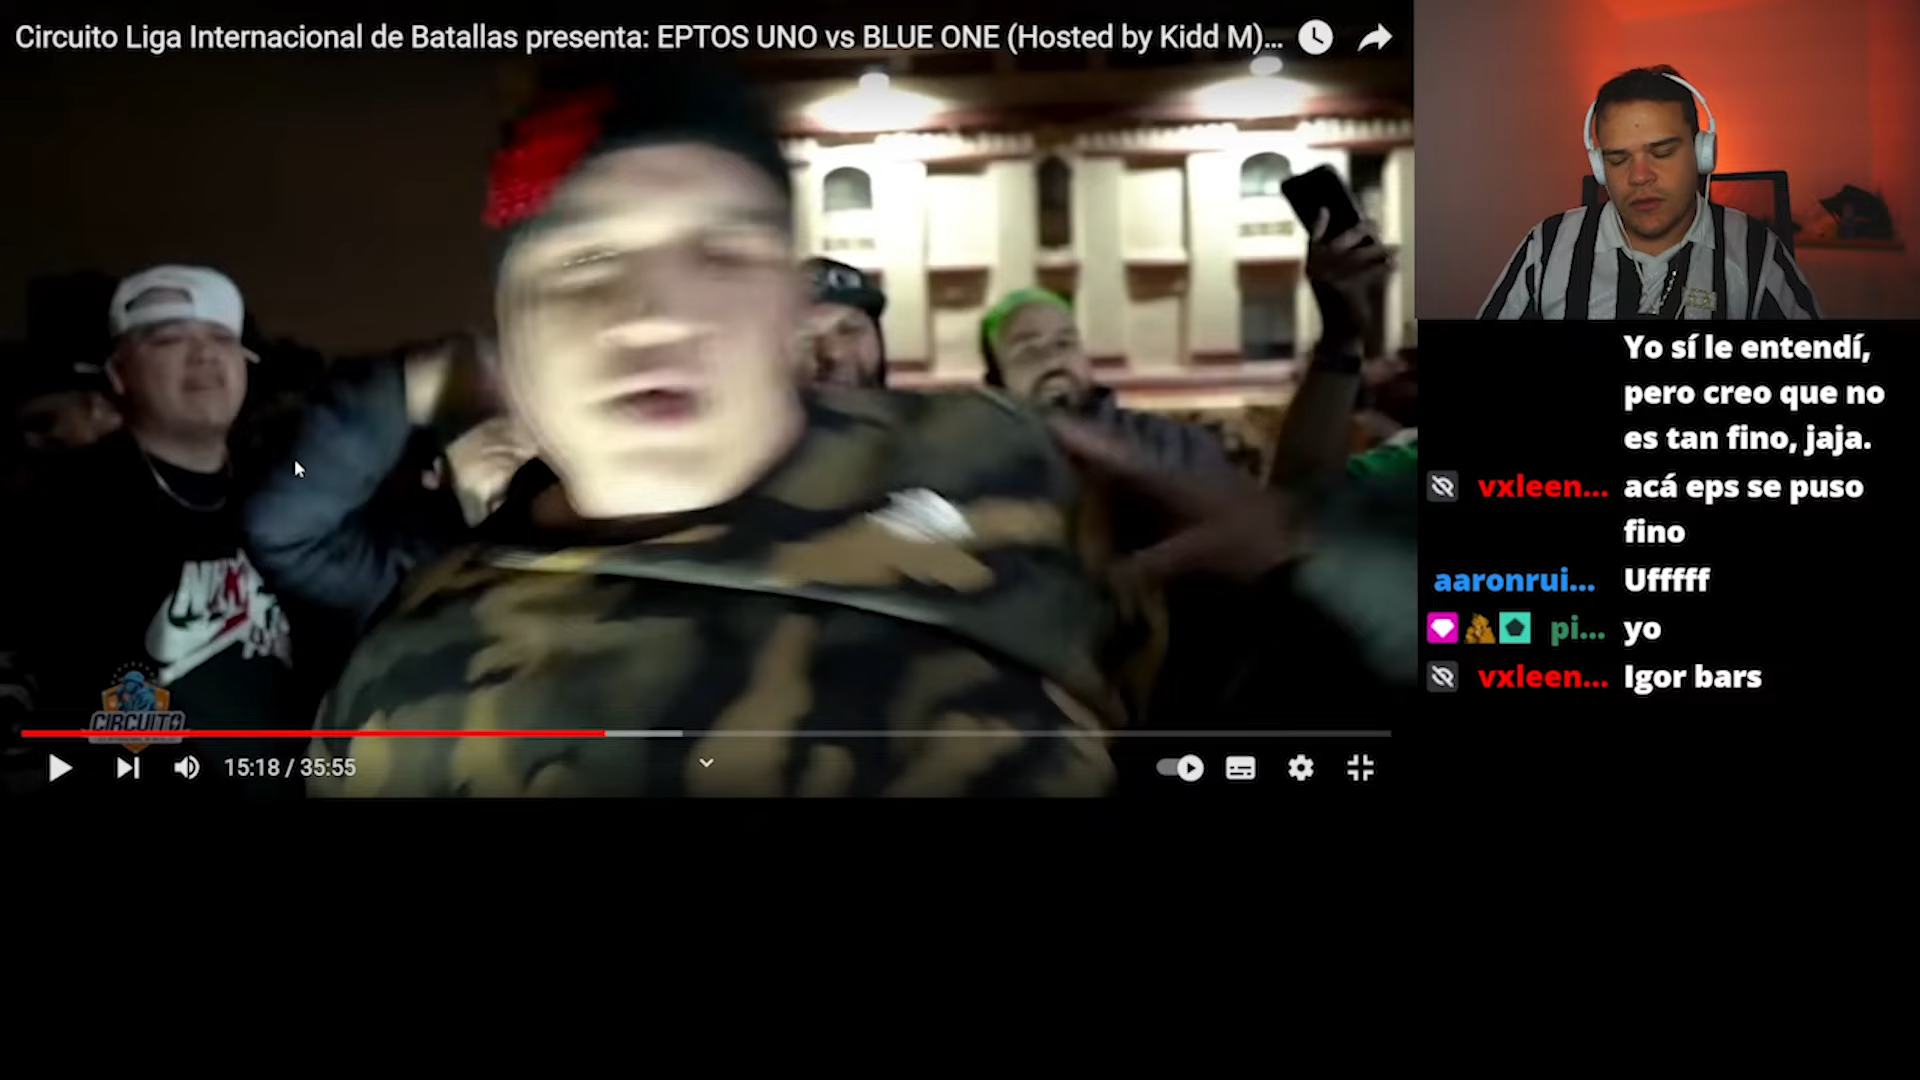 Circuito Liga Internacional de Batallas presenta: EPTOS UNO vs BLUE ONE (Hosted by Kidd M)...
Yo sí le entendí,
pero creo que no
es tan fino, jaja.
vxleen... acá eps se puso
fino
aaronrui... Ufffff
pi... yo
vxleen... Igor bars
CIRCUITO
15:18 / 35:55